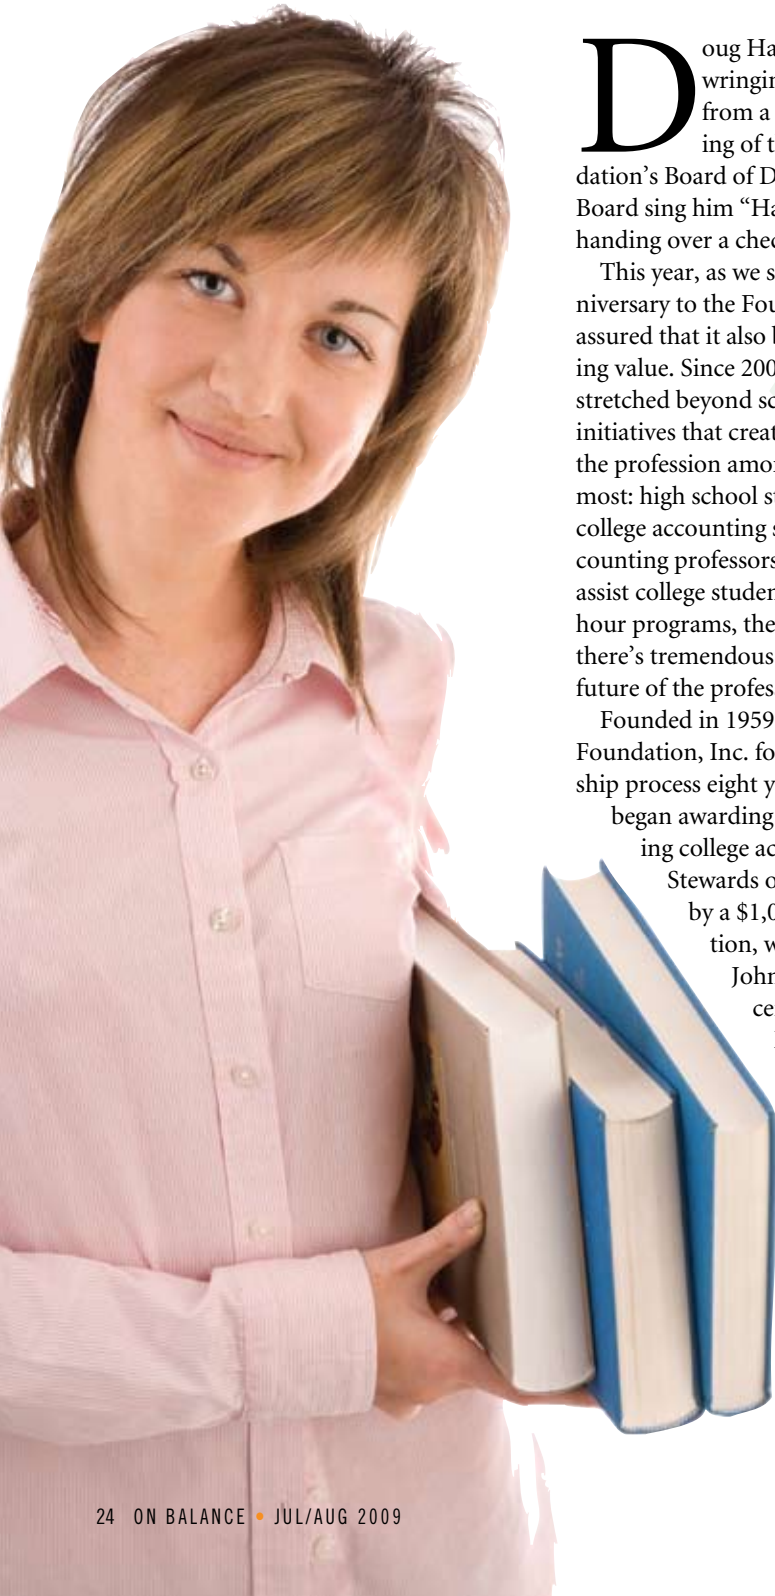 Doug Ha
wringin
from a
ing of t
dation's Board of D
Board sing him "Ha
handing over a chec
This year, as we s
niversary to the Fou
assured that it also b
ing value. Since 200
stretched beyond sc
initiatives that creat
the profession amon
most: high school st
college accounting s
counting professors
assist college studen
hour programs, the
there's tremendous
future of the profes
Founded in 1959
Foundation, Inc. fo
ship process eight y
began awarding
ing college ac
Stewards o
by a $1,0
tion, w
John
ce
24 ON BALANCE • JUL/AUG 2009